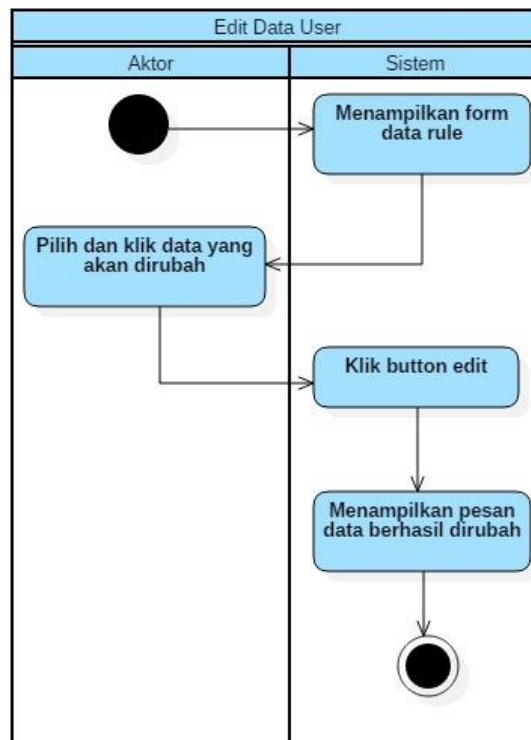 Edit Data User
Aktor
Sistem
Menampilkan form
data rule
Pilih dan klik data yang
akan dirubah
Klik button edit
Menampilkan pesan
data berhasil dirubah